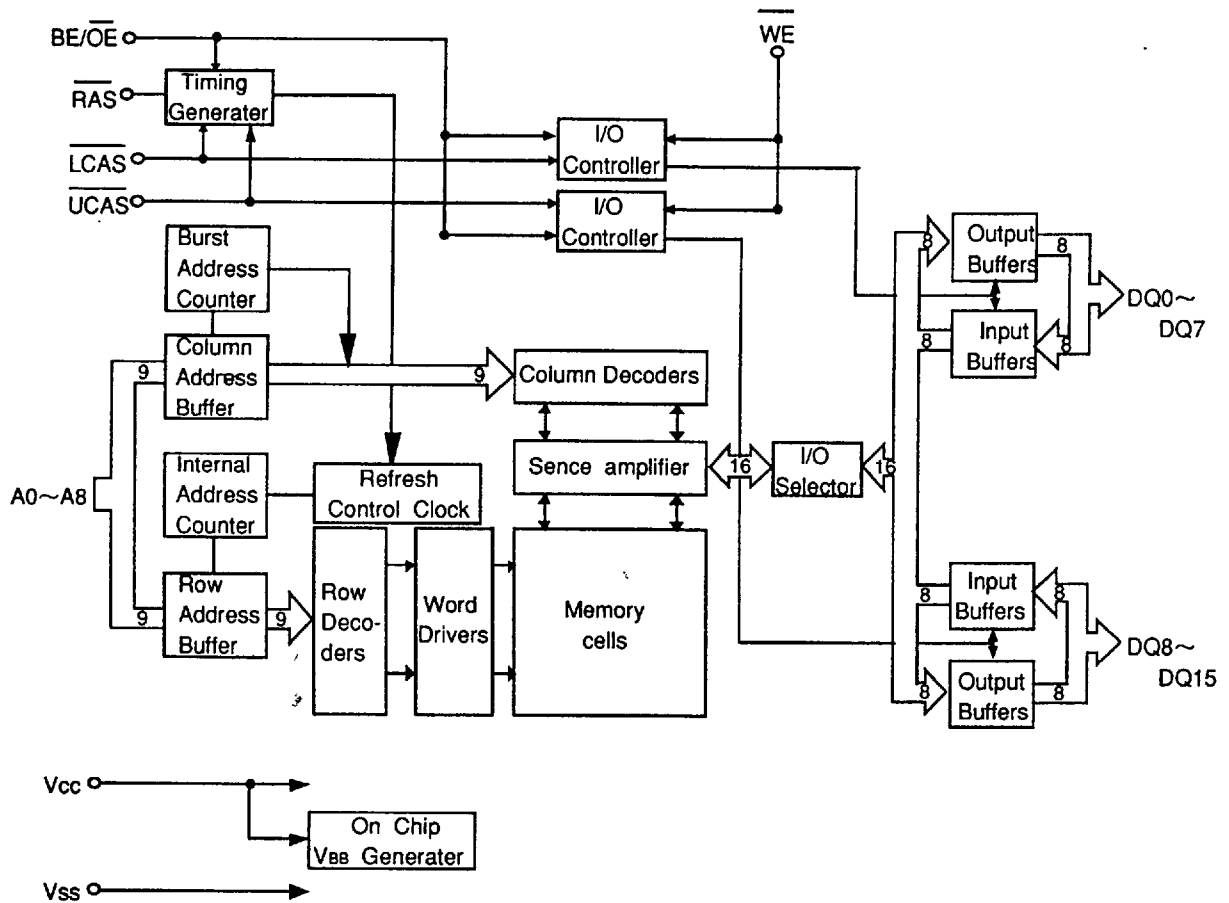 BE/OE
WE
RAS
Timing
Generater
LCAS
UCAS
I/O
Controller
I/O
Controller
Burst
Address
Counter
Column
Address
Buffer
9
9
Column Decoders
Output
Buffers
8
8
Input
Buffers
8
8
DQ0~
DQ7
A0~A8
Internal
Address
Counter
Refresh
Control Clock
Sence amplifier
16
I/O
Selector
16
Row
Address
Buffer
9
9
Row
Deco-
ders
Word
Drivers
Memory
cells
Input
Buffers
8
8
Output
Buffers
8
8
DQ8~
DQ15
Vcc
On Chip
VBB Generater
Vss